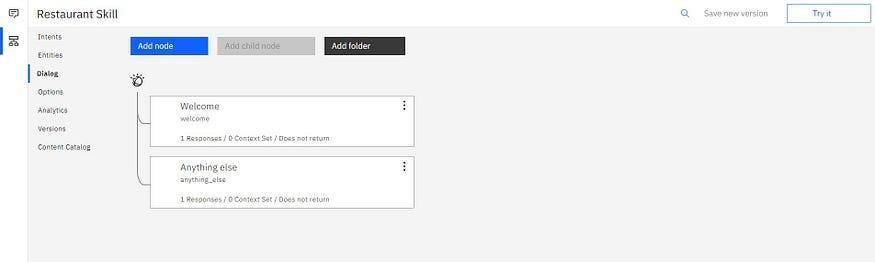 Restaurant Skill
Save new version
Try it
Intents
Entities
Dialog
Options
Analytics
Versions
Content Catalog
Add node
Add child node
Add folder
Welcome
welcome
1 Responses / 0 Context Set / Does not return
Anything else
anything_else
1 Responses / 0 Context Set / Does not return